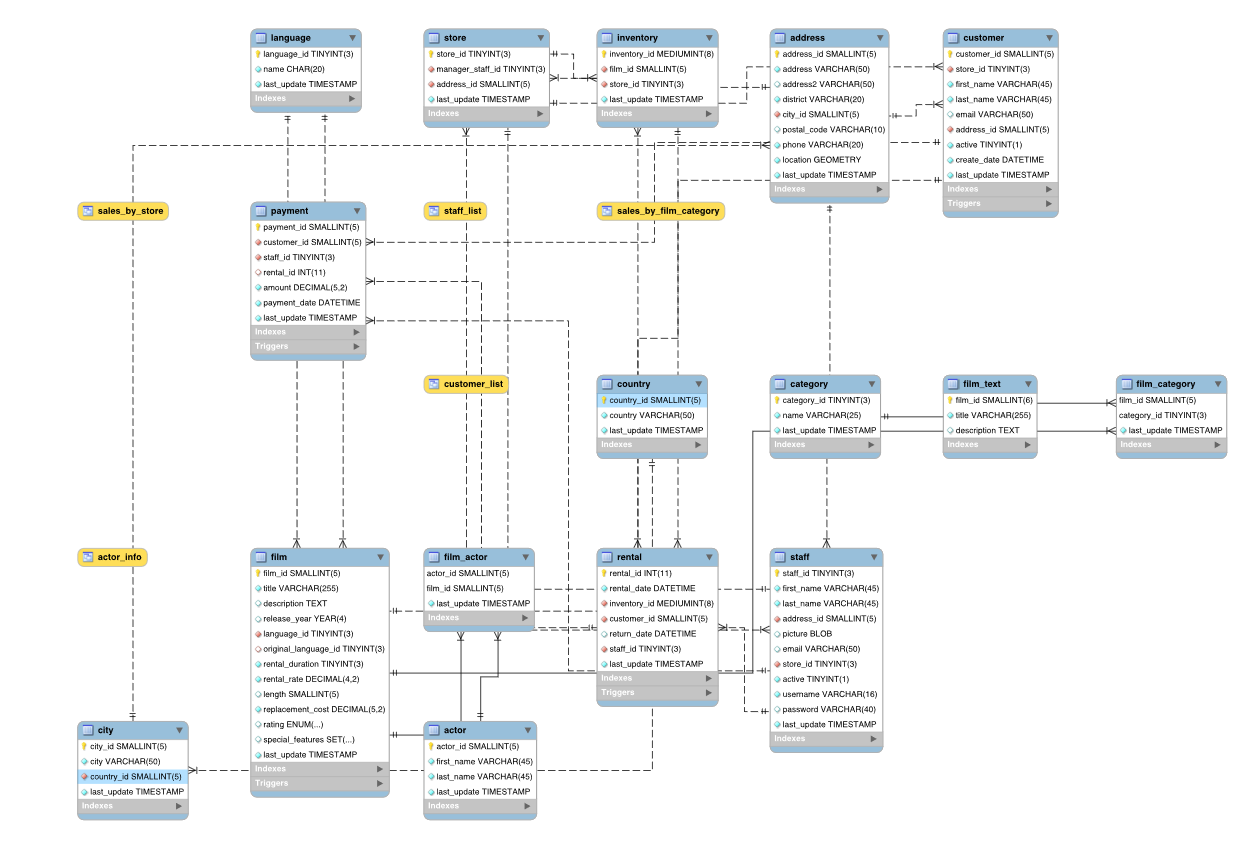 language
language_id TINYINT(3)
name CHAR(20)
last_update TIMESTAMP
Indexes
store
store_id TINYINT(3)
manager_staff_id TINYINT(3)
address_id SMALLINT(5)
last_update TIMESTAMP
Indexes
inventory
inventory_id MEDIUMINT(8)
film_id SMALLINT(5)
store_id TINYINT(3)
last_update TIMESTAMP
Indexes
address
address_id SMALLINT(5)
address VARCHAR(50)
address2 VARCHAR(50)
district VARCHAR(20)
city_id SMALLINT(5)
postal_code VARCHAR(10)
phone VARCHAR(20)
location GEOMETRY
last_update TIMESTAMP
Indexes
customer
customer_id SMALLINT(5)
store_id TINYINT(3)
first_name VARCHAR(45)
last_name VARCHAR(45)
email VARCHAR(50)
address_id SMALLINT(5)
active TINYINT(1)
create_date DATETIME
last_update TIMESTAMP
Indexes
Triggers
sales_by_store
payment
payment_id SMALLINT(5)
customer_id SMALLINT(5)
staff_id TINYINT(3)
rental_id INT(11)
amount DECIMAL(5,2)
payment_date DATETIME
last_update TIMESTAMP
Indexes
Triggers
staff_list
sales_by_film_category
customer_list
country
country_id SMALLINT(5)
country VARCHAR(50)
last_update TIMESTAMP
Indexes
category
category_id TINYINT(3)
name VARCHAR(25)
last_update TIMESTAMP
Indexes
film_text
film_id SMALLINT(6)
title VARCHAR(255)
description TEXT
Indexes
film_category
film_id SMALLINT(5)
category_id TINYINT(3)
last_update TIMESTAMP
Indexes
actor_info
film
film_id SMALLINT(5)
title VARCHAR(255)
description TEXT
release_year YEAR(4)
language_id TINYINT(3)
original_language_id TINYINT(3)
rental_duration TINYINT(3)
rental_rate DECIMAL(4,2)
length SMALLINT(5)
replacement_cost DECIMAL(5,2)
rating ENUM(...)
special_features SET(...)
last_update TIMESTAMP
Indexes
Triggers
film_actor
actor_id SMALLINT(5)
film_id SMALLINT(5)
last_update TIMESTAMP
Indexes
rental
rental_id INT(11)
rental_date DATETIME
inventory_id MEDIUMINT(8)
customer_id SMALLINT(5)
return_date DATETIME
staff_id TINYINT(3)
last_update TIMESTAMP
Indexes
Triggers
staff
staff_id TINYINT(3)
first_name VARCHAR(45)
last_name VARCHAR(45)
address_id SMALLINT(5)
picture BLOB
email VARCHAR(50)
store_id TINYINT(3)
active TINYINT(1)
username VARCHAR(16)
password VARCHAR(40)
last_update TIMESTAMP
Indexes
city
city_id SMALLINT(5)
city VARCHAR(50)
country_id SMALLINT(5)
last_update TIMESTAMP
Indexes
actor
actor_id SMALLINT(5)
first_name VARCHAR(45)
last_name VARCHAR(45)
last_update TIMESTAMP
Indexes